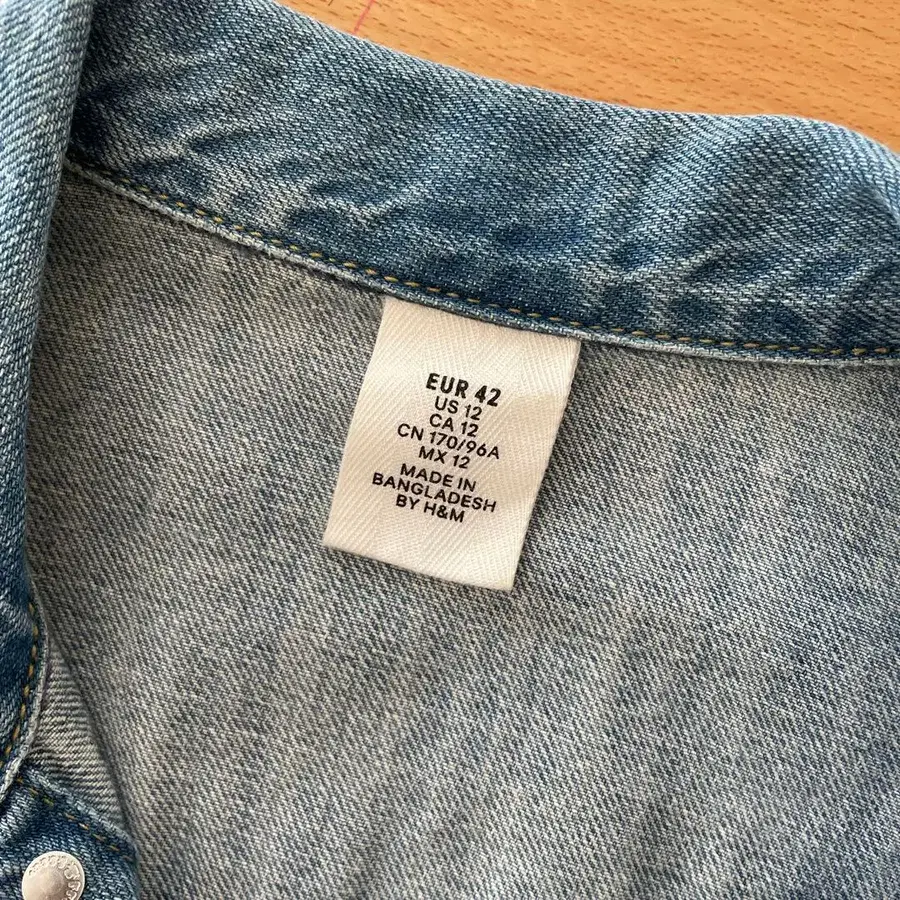 EUR 42
US 12
CA 12
CN 170/96A
MX 12
MADE IN
BANGLADESH
BY H&M